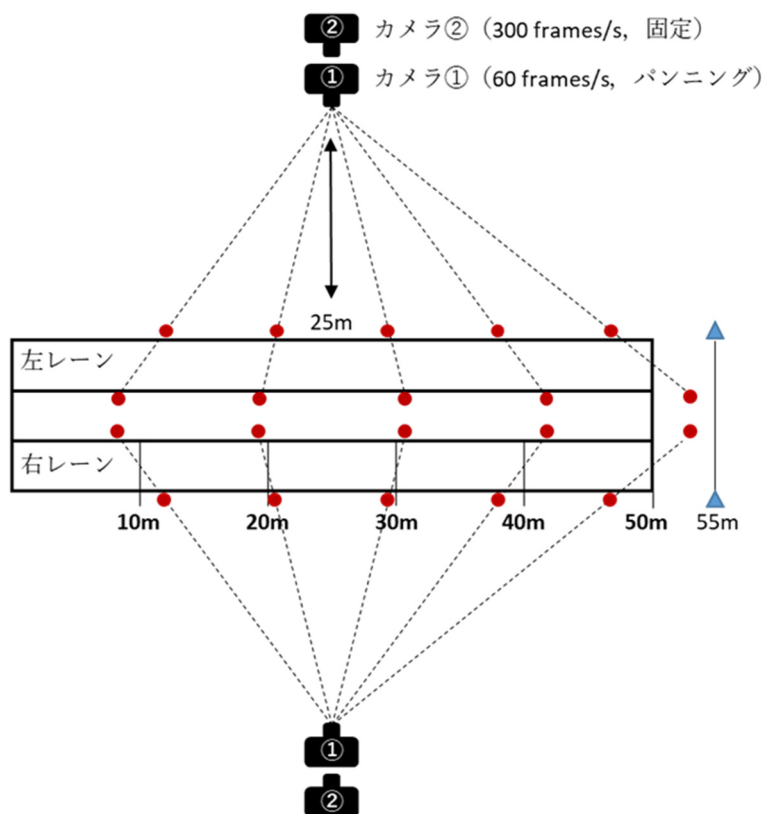 ② カメラ②（300 frames/s, 固定）
① カメラ①（60 frames/s, パンニング）
25m
左レーン
右レーン
10m 20m 30m 40m 50m 55m
①
②